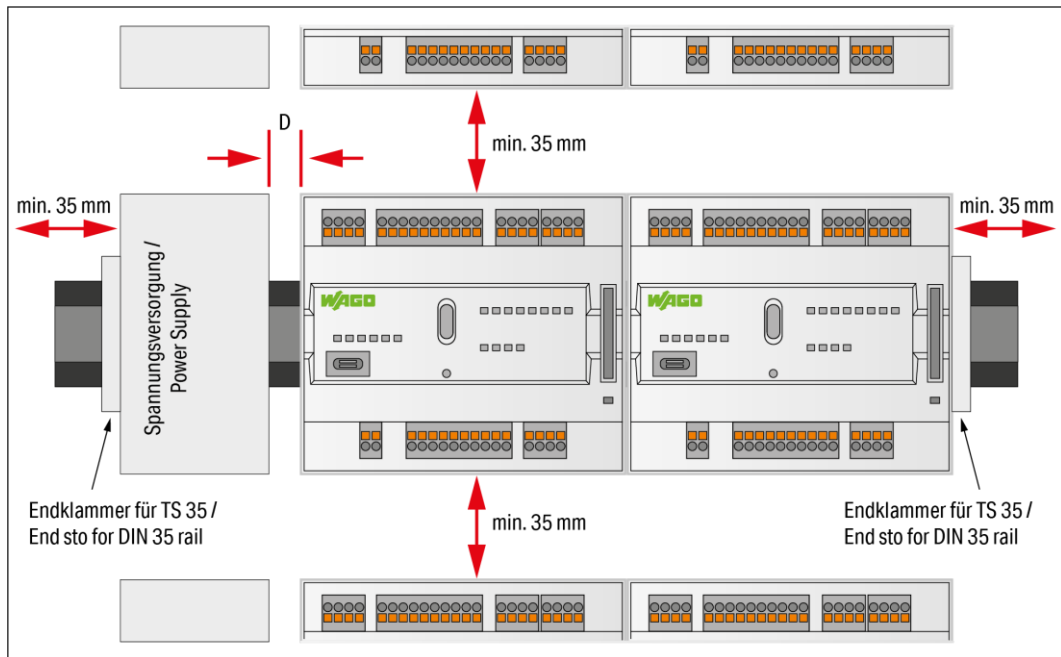 D
min. 35 mm
min. 35 mm
min. 35 mm
Spannungsversorgung /
Power Supply
WAGO
WAGO
Endklammer für TS 35 /
End sto for DIN 35 rail
min. 35 mm
Endklammer für TS 35 /
End sto for DIN 35 rail